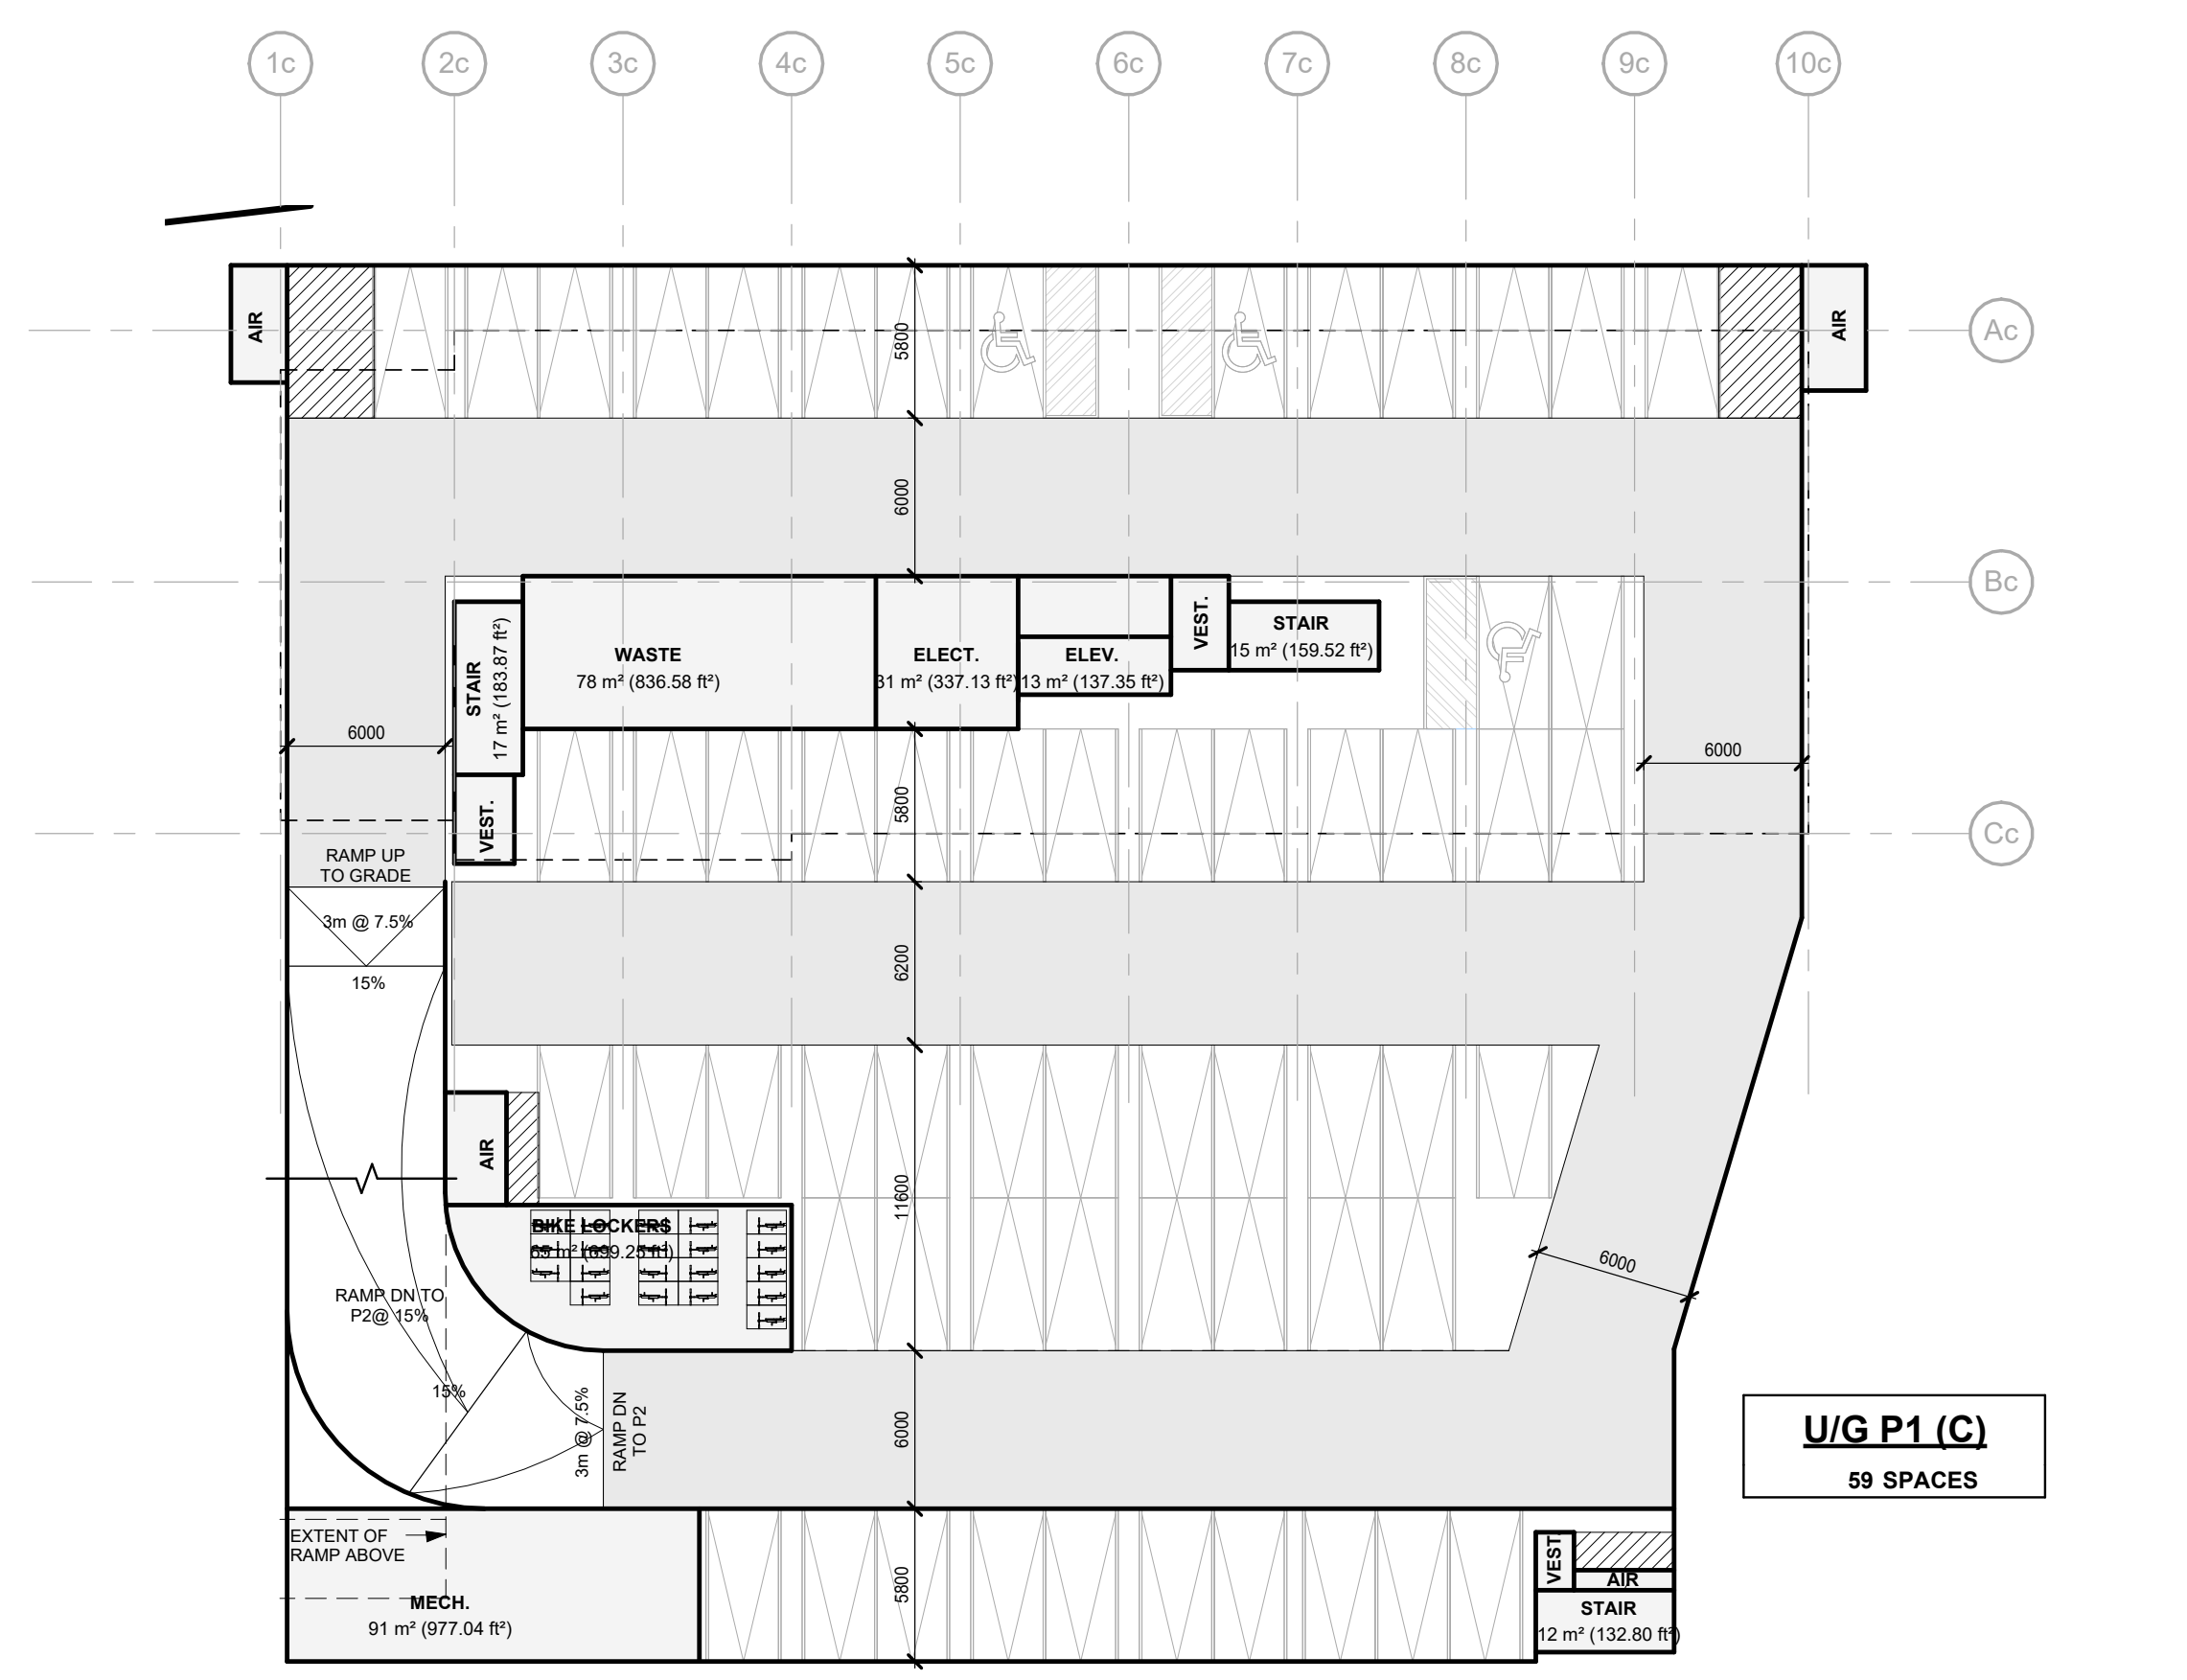 1c
2c
3c
4c
5c
6c
7c
8c
9c
10c
AIR
5800
AIR
Ac
6000
Bc
STAIR
17 m² (183.87 ft²)
WASTE
78 m² (836.58 ft²)
ELECT.
31 m² (337.13 ft²)
ELEV.
13 m² (137.35 ft²)
VEST.
STAIR
15 m² (159.52 ft²)
6000
6000
VEST.
5800
Cc
RAMP UP
TO GRADE
3m @ 7.5%
15%
6200
AIR
11600
BIKE LOCKERS
65 m² (699.25 ft²)
6000
RAMP DN TO
P2@ 15%
15%
3m @ 7.5%
RAMP DN
TO P2
6000
U/G P1 (C)
59 SPACES
EXTENT OF
RAMP ABOVE
MECH.
91 m² (977.04 ft²)
5800
VEST.
AIR
STAIR
12 m² (132.80 ft²)